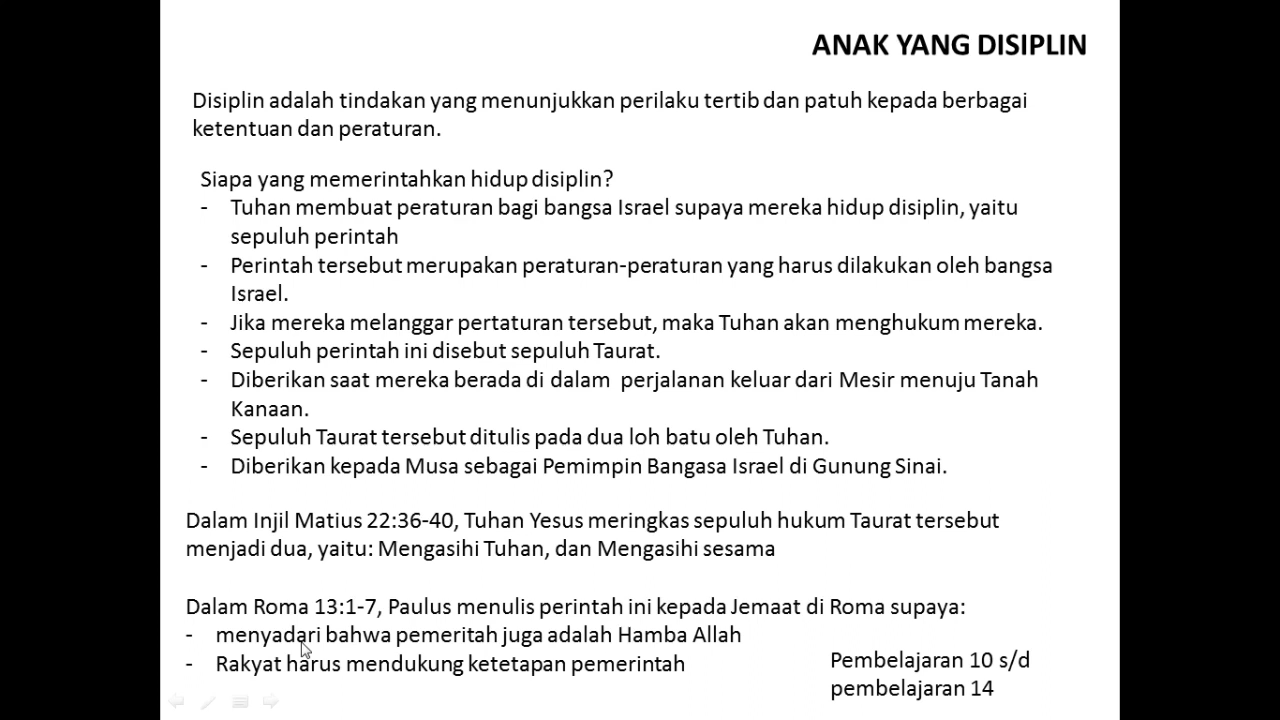 ANAK YANG DISIPLIN
Disiplin adalah tindakan yang menunjukkan perilaku tertib dan patuh kepada berbagai
ketentuan dan peraturan.
Siapa yang memerintahkan hidup disiplin?
- Tuhan membuat peraturan bagi bangsa Israel supaya mereka hidup disiplin, yaitu
sepuluh perintah
- Perintah tersebut merupakan peraturan-peraturan yang harus dilakukan oleh bangsa
Israel.
- Jika mereka melanggar pertaturan tersebut, maka Tuhan akan menghukum mereka.
- Sepuluh perintah ini disebut sepuluh Taurat.
- Diberikan saat mereka berada di dalam perjalanan keluar dari Mesir menuju Tanah
Kanaan.
- Sepuluh Taurat tersebut ditulis pada dua loh batu oleh Tuhan.
- Diberikan kepada Musa sebagai Pemimpin Bangasa Israel di Gunung Sinai.
Dalam Injil Matius 22:36-40, Tuhan Yesus meringkas sepuluh hukum Taurat tersebut
menjadi dua, yaitu: Mengasihi Tuhan, dan Mengasihi sesama
Dalam Roma 13:1-7, Paulus menulis perintah ini kepada Jemaat di Roma supaya:
- menyadari bahwa pemeritah juga adalah Hamba Allah
- Rakyat harus mendukung ketetapan pemerintah
Pembelajaran 10 s/d
pembelajaran 14